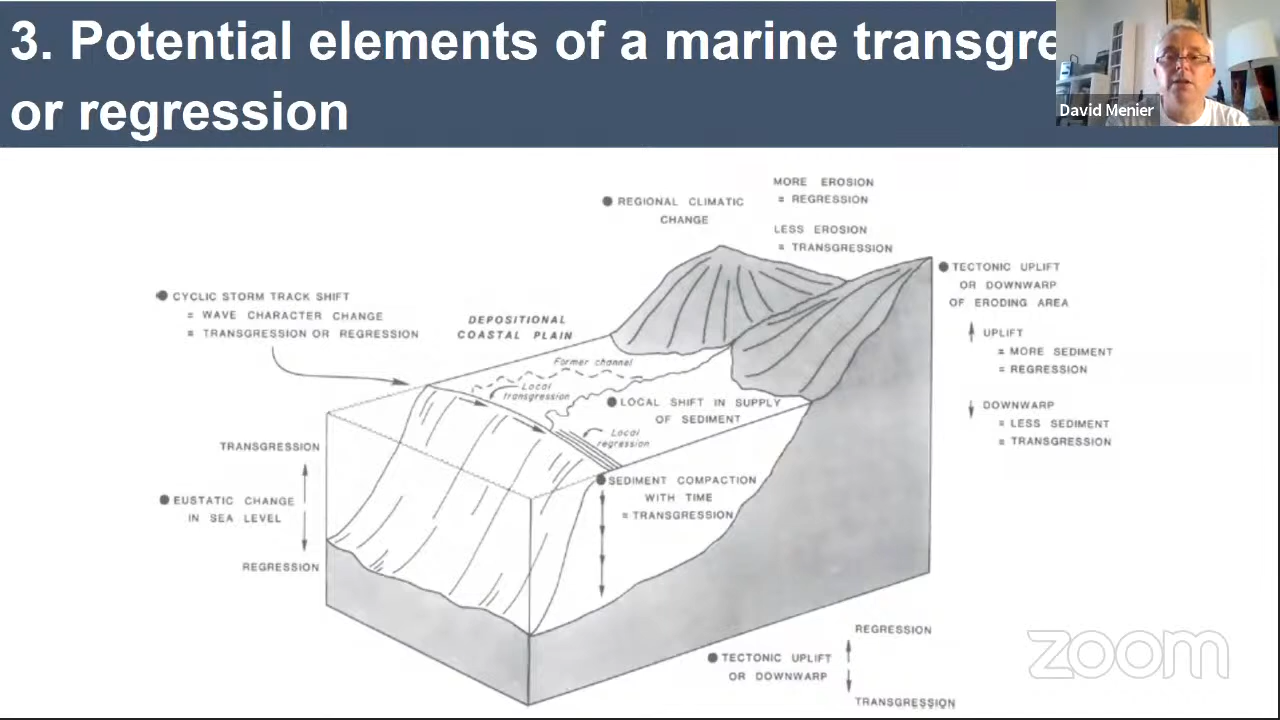 3. Potential elements of a marine transgre
or regression
David Menier
MORE EROSION
= REGRESSION
REGIONAL CLIMATIC
CHANGE
LESS EROSION
= TRANSGRESSION
TECTONIC UPLIFT
OR DOWNWARP
OF ERODING AREA
UPLIFT
= MORE SEDIMENT
= REGRESSION
DOWNWARP
= LESS SEDIMENT
= TRANSGRESSION
CYCLIC STORM TRACK SHIFT
= WAVE CHARACTER CHANGE
= TRANSGRESSION OR REGRESSION
DEPOSITIONAL
COASTAL PLAIN
Former channel
Local
transgression
LOCAL SHIFT IN SUPPLY
OF SEDIMENT
Local
regression
TRANSGRESSION
EUSTATIC CHANGE
IN SEA LEVEL
REGRESSION
SEDIMENT COMPACTION
WITH TIME
= TRANSGRESSION
REGRESSION
TECTONIC UPLIFT
OR DOWNWARP
TRANSGRESSION
zoom